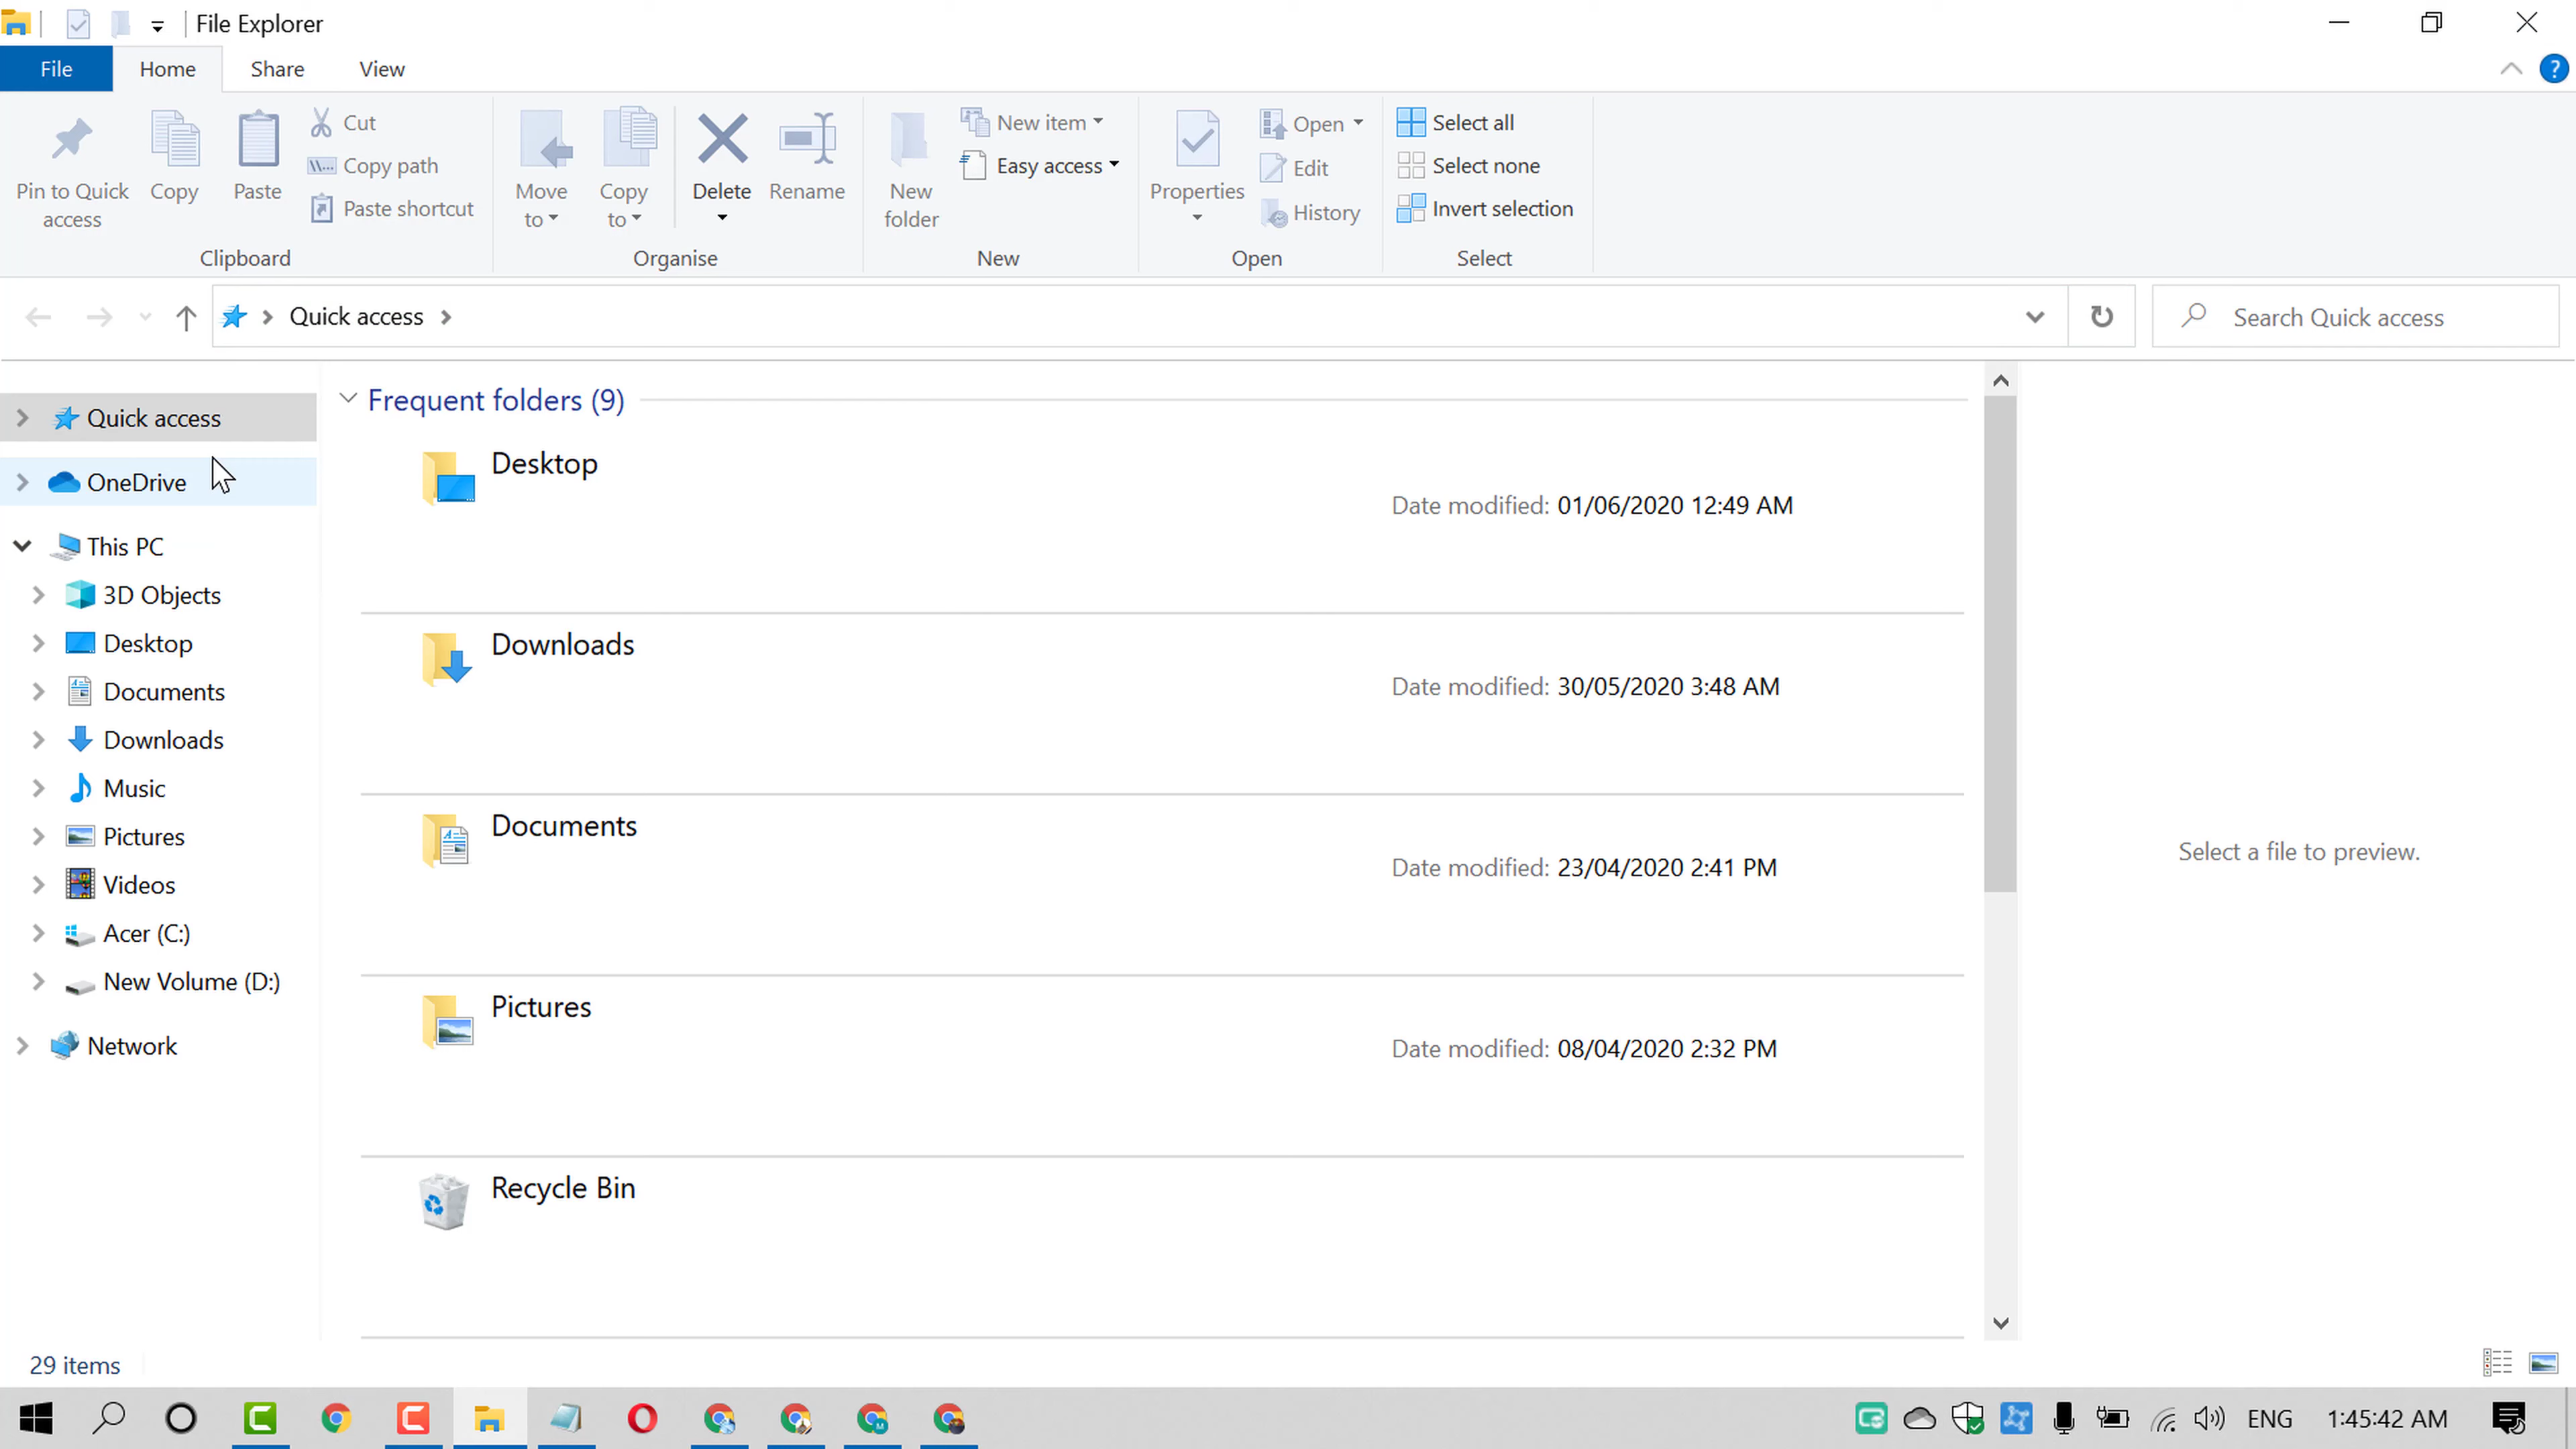 File Explorer
File Home Share View
Pin to Quick access
Copy
Paste
Cut
Copy path
Paste shortcut
Clipboard
Move to
Copy to
Delete
Rename
Organise
New folder
New item
Easy access
New
Properties
Open
Edit
History
Open
Select all
Select none
Invert selection
Select
Quick access
Search Quick access
Quick access
OneDrive
This PC
3D Objects
Desktop
Documents
Downloads
Music
Pictures
Videos
Acer (C:)
New Volume (D:)
Network
Frequent folders (9)
Desktop
Date modified: 01/06/2020 12:49 AM
Downloads
Date modified: 30/05/2020 3:48 AM
Documents
Date modified: 23/04/2020 2:41 PM
Pictures
Date modified: 08/04/2020 2:32 PM
Recycle Bin
Select a file to preview.
29 items
ENG 1:45:42 AM